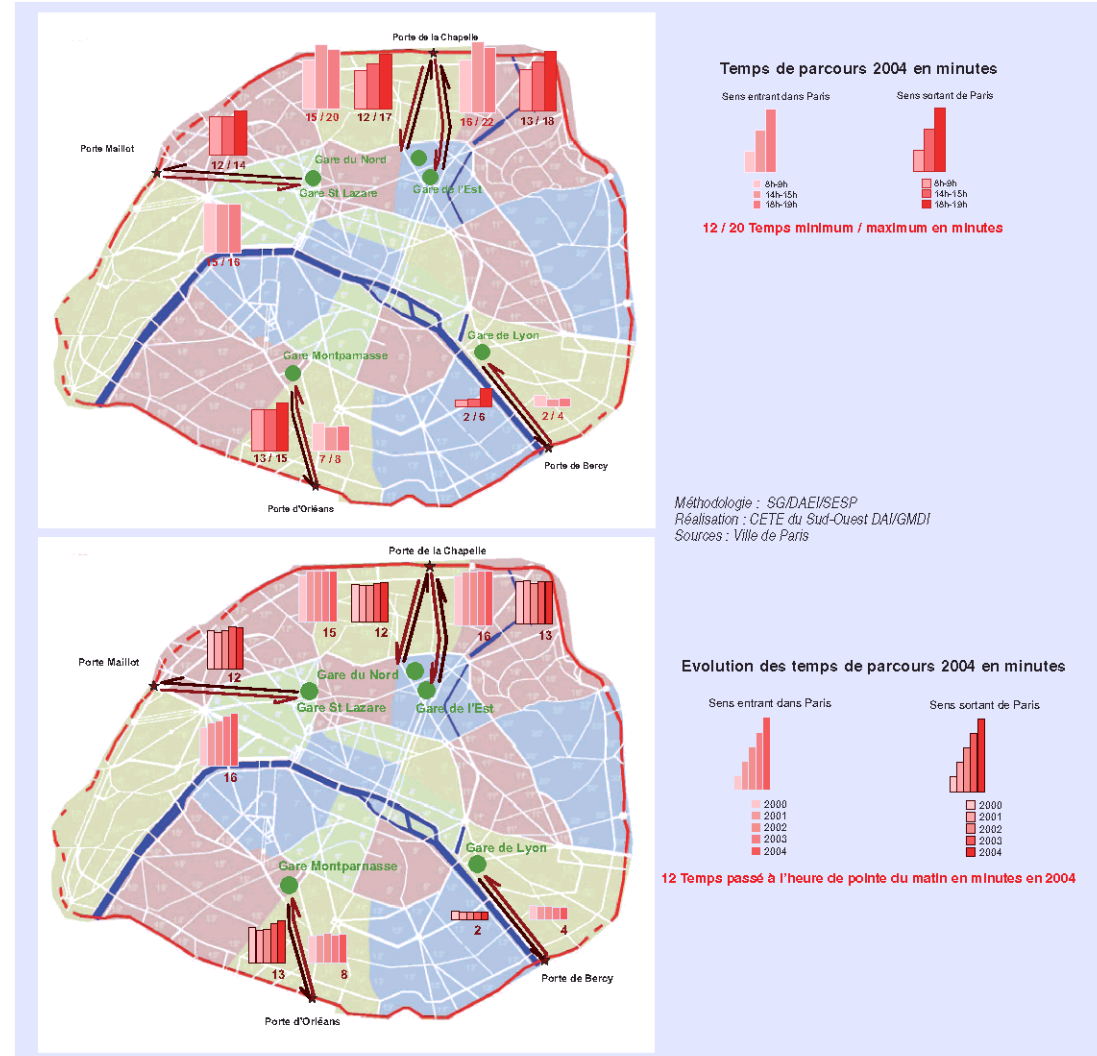 Porte de la Chapelle
15 / 20
12 / 17
16 / 22
13 / 18
Porte Maillot
12 / 14
Gare du Nord
Gare St Lazare
Gare de l'Est
15 / 16
Gare de Lyon
Gare Montparnasse
2 / 6
2 / 4
13 / 15
7 / 8
Porte de Bercy
Porte d'Orléans
Temps de parcours 2004 en minutes
Sens entrant dans Paris
Sens sortant de Paris
8h-9h
14h-15h
18h-19h
8h-9h
14h-15h
18h-19h
12 / 20 Temps minimum / maximum en minutes
Méthodologie : SG/DAEI/SESP
Réalisation : CETE du Sud-Ouest DAI/GMDI
Sources : Ville de Paris
Porte de la Chapelle
15
12
16
13
Porte Maillot
12
Gare du Nord
Gare St Lazare
Gare de l'Est
16
Gare de Lyon
Gare Montparnasse
2
4
13
8
Porte de Bercy
Porte d'Orléans
Evolution des temps de parcours 2004 en minutes
Sens entrant dans Paris
Sens sortant de Paris
2000
2001
2002
2003
2004
2000
2001
2002
2003
2004
12 Temps passé à l'heure de pointe du matin en minutes en 2004